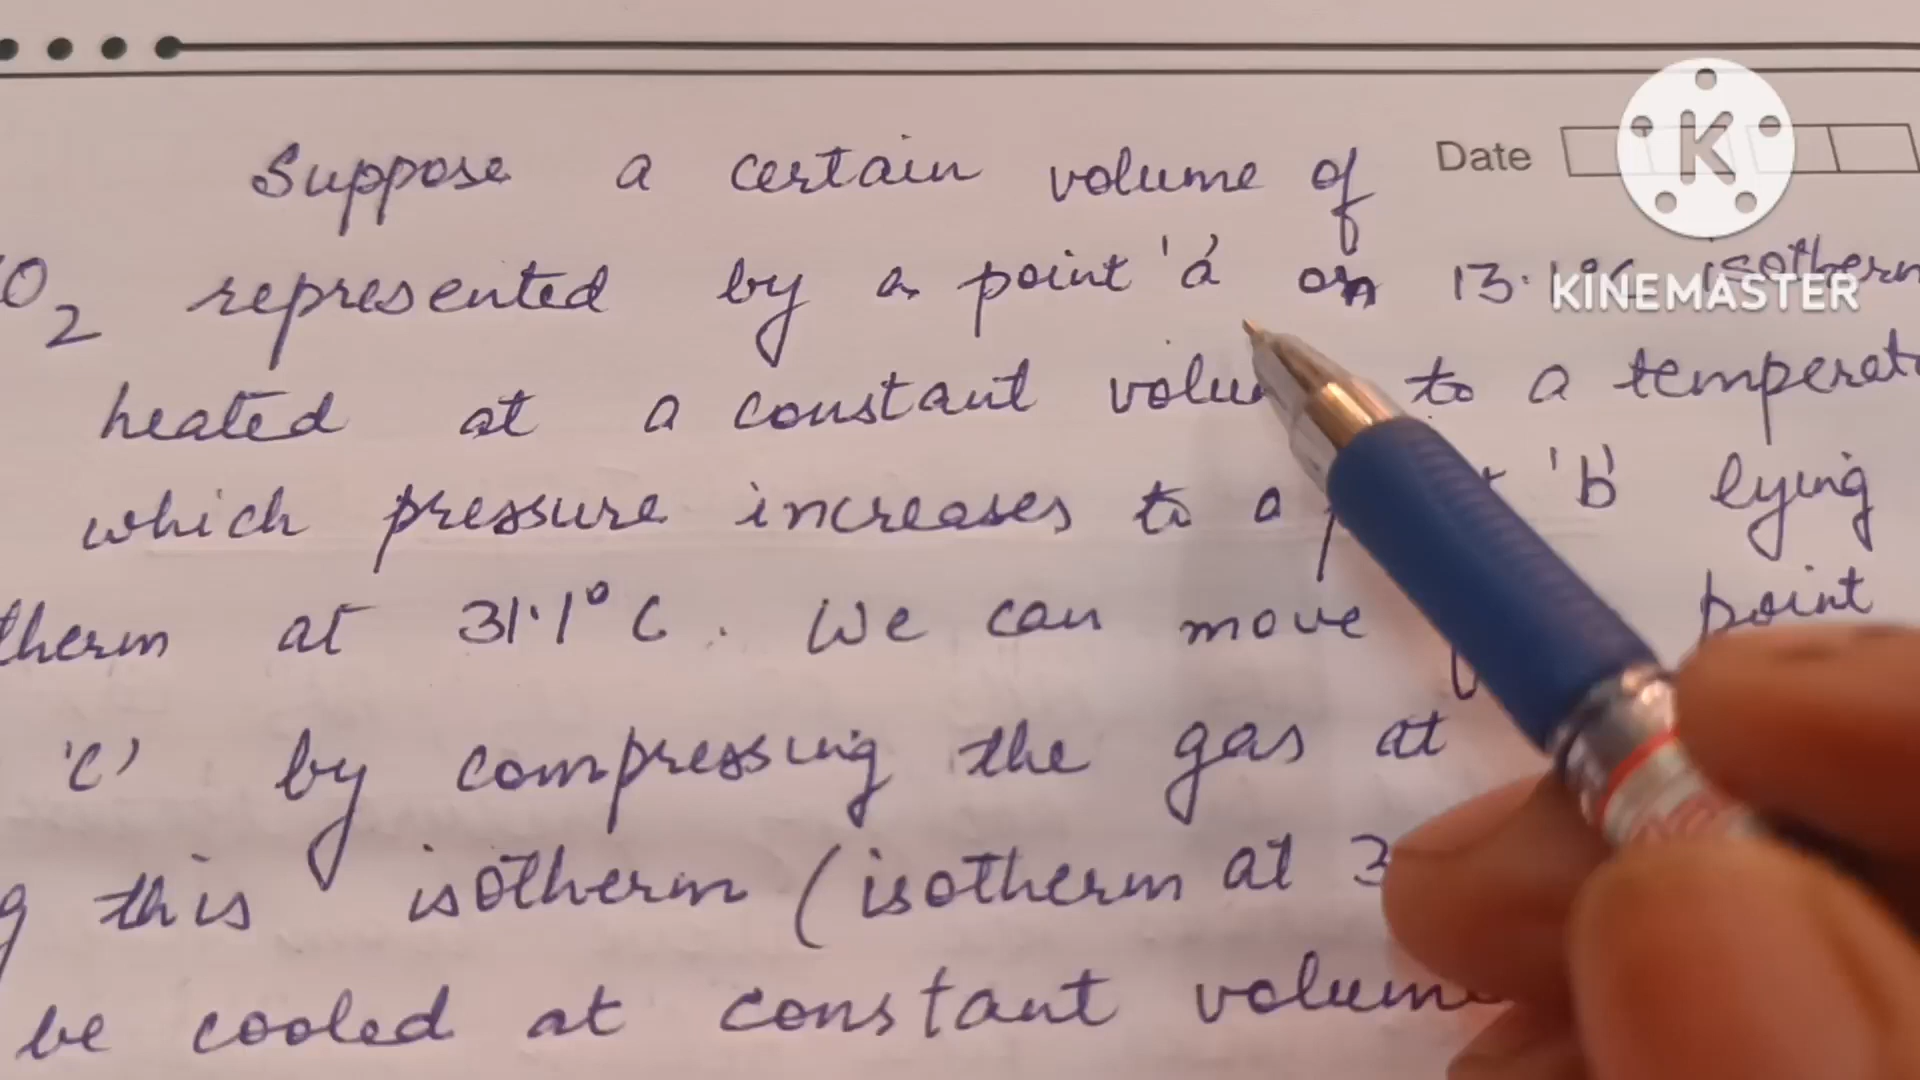 Suppose a certain volume of
Date
O2 represented by a point 'a' on 13.1°C isotherm
KINEMASTER
heated at a constant volu to a temperat
which pressure increases to a 'b' lying
therm at 31.1°C. We can move point
'c' by compressing the gas at
g this isotherm (isotherm at 3
be cooled at constant volume